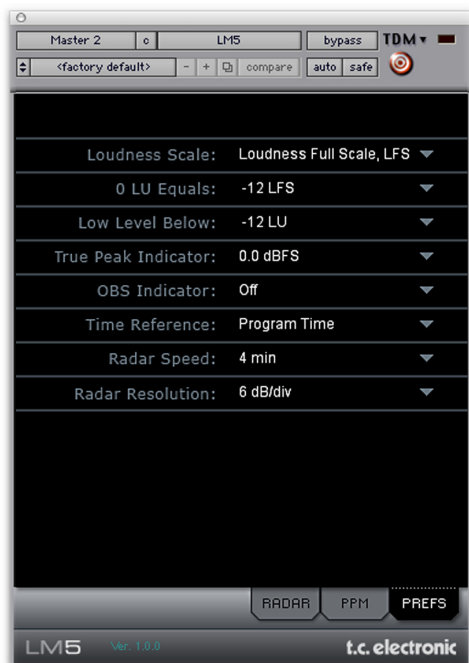 Master 2 c LM5 bypass TDM
<factory default> - + compare auto safe
Loudness Scale: Loudness Full Scale, LFS
0 LU Equals: -12 LFS
Low Level Below: -12 LU
True Peak Indicator: 0.0 dBFS
OBS Indicator: Off
Time Reference: Program Time
Radar Speed: 4 min
Radar Resolution: 6 dB/div
RADAR PPM PREFS
LM5 Ver. 1.0.0 t.c. electronic